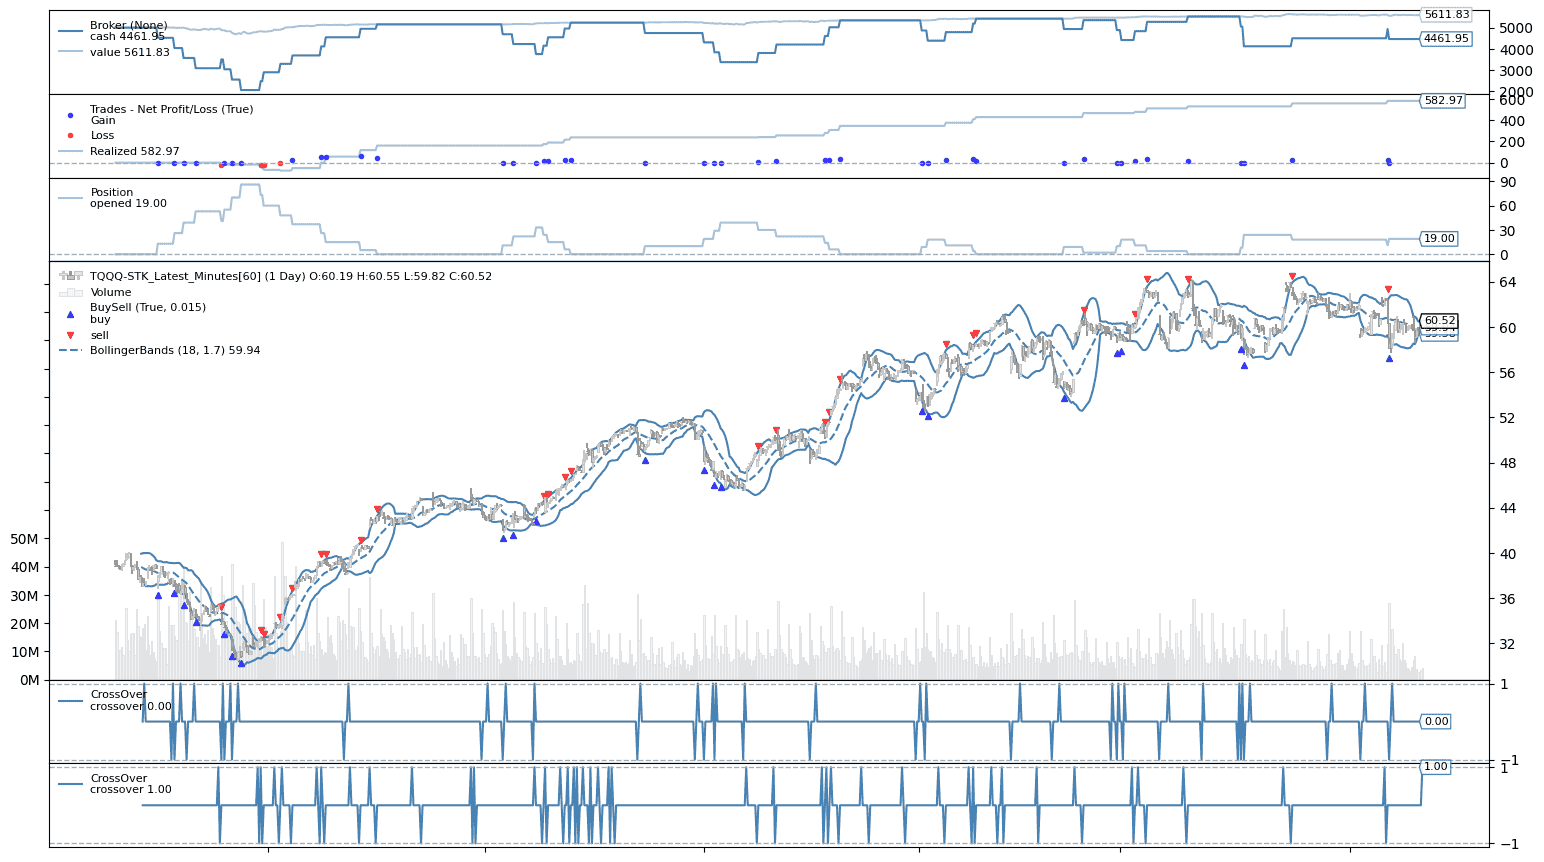 Broker (None)
cash 4461.95
value 5611.83
5611.83
4461.95
5000
4000
3000
2000
Trades - Net Profit/Loss (True)
Gain
Loss
Realized 582.97
582.97
600
400
200
0
Position
opened 19.00
19.00
90
60
30
0
TQQQ-STK_Latest_Minutes[60] (1 Day) O:60.19 H:60.55 L:59.82 C:60.52
Volume
BuySell (True, 0.015)
buy
sell
BollingerBands (18, 1.7) 59.94
60.52
64
60
56
52
48
44
40
36
32
50M
40M
30M
20M
10M
0M
CrossOver
crossover 0.00
0.00
1
−1
CrossOver
crossover 1.00
1.00
1
−1